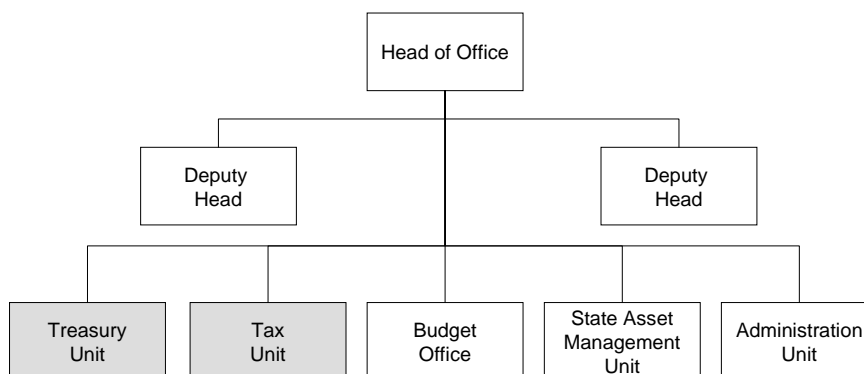 Head of Office
Deputy
Head
Deputy
Head
Treasury
Unit
Tax
Unit
Budget
Office
State Asset
Management
Unit
Administration
Unit